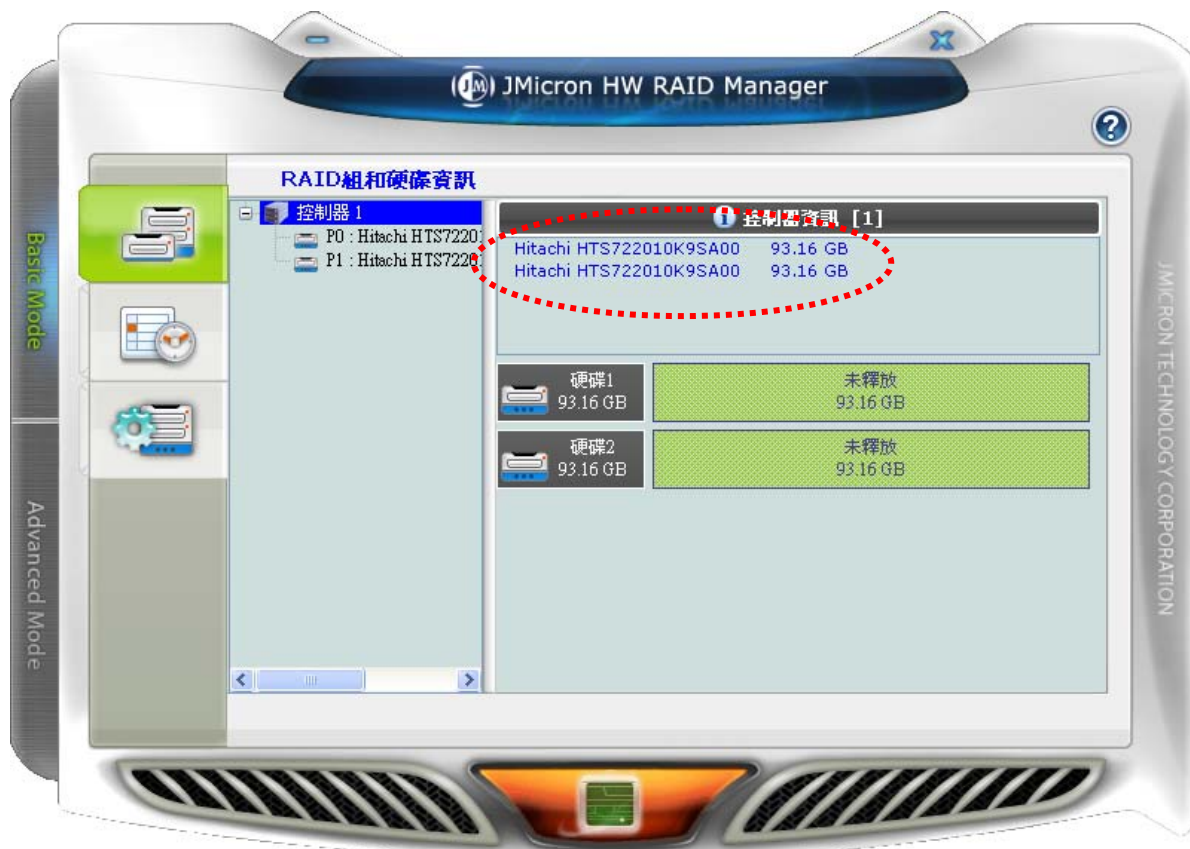 JMicron HW RAID Manager
RAID組和硬碟資訊
Basic Mode
Advanced Mode
控制器 1
P0 : Hitachi HTS7220
P1 : Hitachi HTS7220
控制器資訊 [1]
Hitachi HTS722010K9SA00 93.16 GB
Hitachi HTS722010K9SA00 93.16 GB
硬碟1
93.16 GB
未釋放
93.16 GB
硬碟2
93.16 GB
未釋放
93.16 GB
JMICRON TECHNOLOGY CORPORATION